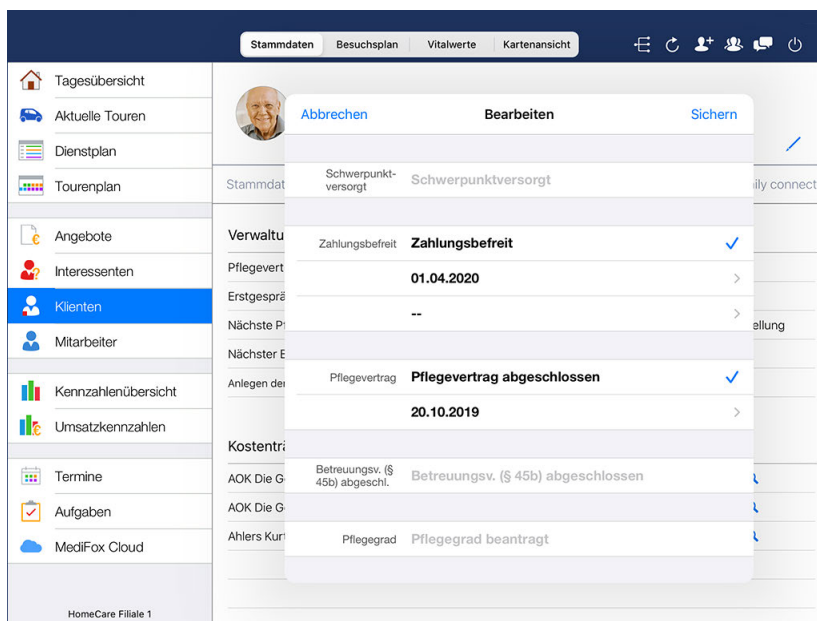 Stammdaten
Besuchsplan
Vitalwerte
Kartenansicht
Tagesübersicht
Aktuelle Touren
Dienstplan
Tourenplan
Angebote
Interessenten
Klienten
Mitarbeiter
Kennzahlenübersicht
Umsatzkennzahlen
Termine
Aufgaben
MediFox Cloud
HomeCare Filiale 1
Stammdat
ily connect
Verwaltu
Pflegevert
Erstgesprä
Nächste P
ellung
Nächster E
Anlegen der
Kostenträ
AOK Die G
AOK Die G
Ahlers Kurt
Abbrechen
Bearbeiten
Sichern
Schwerpunkt-
versorgt
Schwerpunktversorgt
Zahlungsbefreit
Zahlungsbefreit
01.04.2020
--
Pflegevertrag
Pflegevertrag abgeschlossen
20.10.2019
Betreuungsv. (§
45b) abgeschl.
Betreuungsv. (§ 45b) abgeschlossen
Pflegegrad
Pflegegrad beantragt